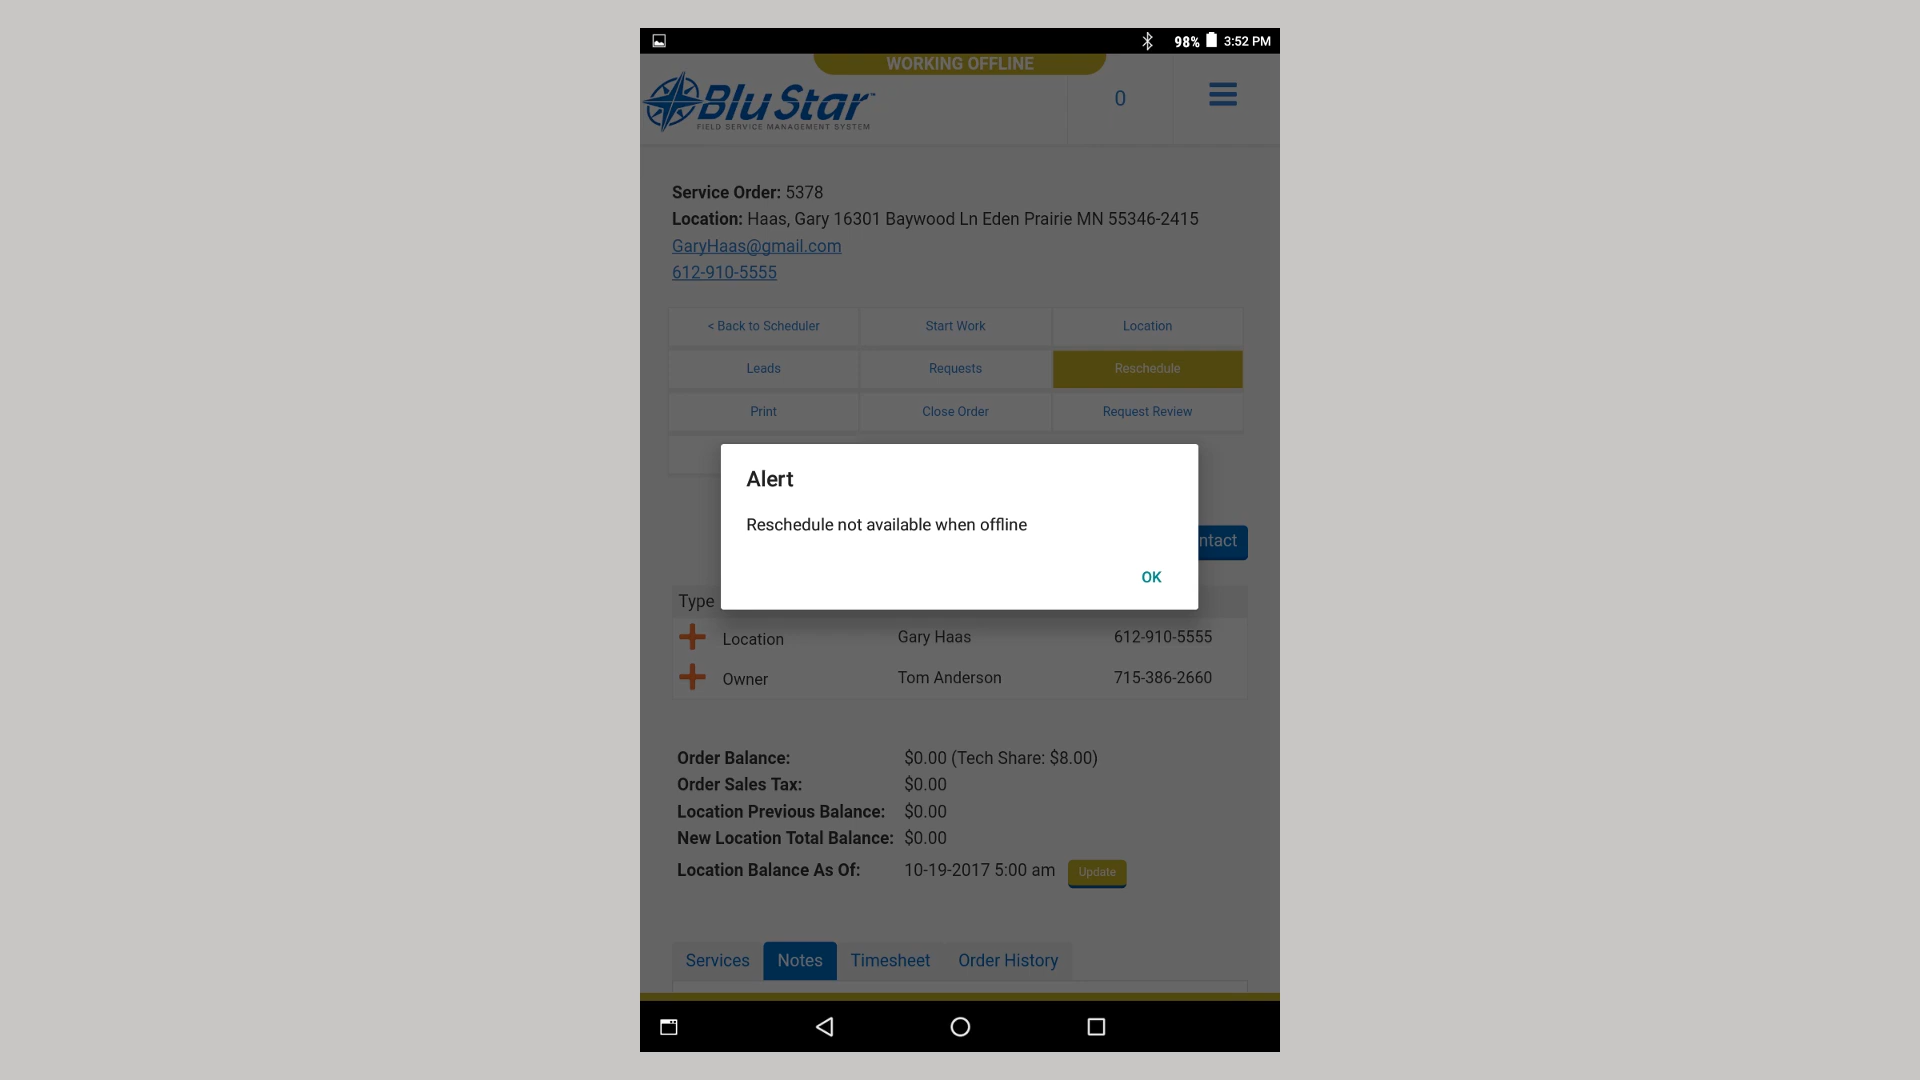 98% 3:52 PM
WORKING OFFLINE
Blu Star™
FIELD SERVICE MANAGEMENT SYSTEM
0
Service Order: 5378
Location: Haas, Gary 16301 Baywood Ln Eden Prairie MN 55346-2415
GaryHaas@gmail.com
612-910-5555
< Back to Scheduler Start Work Location
Leads Requests Reschedule
Print Close Order Request Review
Alert
Reschedule not available when offline
OK
ntact
Type
Location Gary Haas 612-910-5555
Owner Tom Anderson 715-386-2660
Order Balance: $0.00 (Tech Share: $8.00)
Order Sales Tax: $0.00
Location Previous Balance: $0.00
New Location Total Balance: $0.00
Location Balance As Of: 10-19-2017 5:00 am Update
Services Notes Timesheet Order History